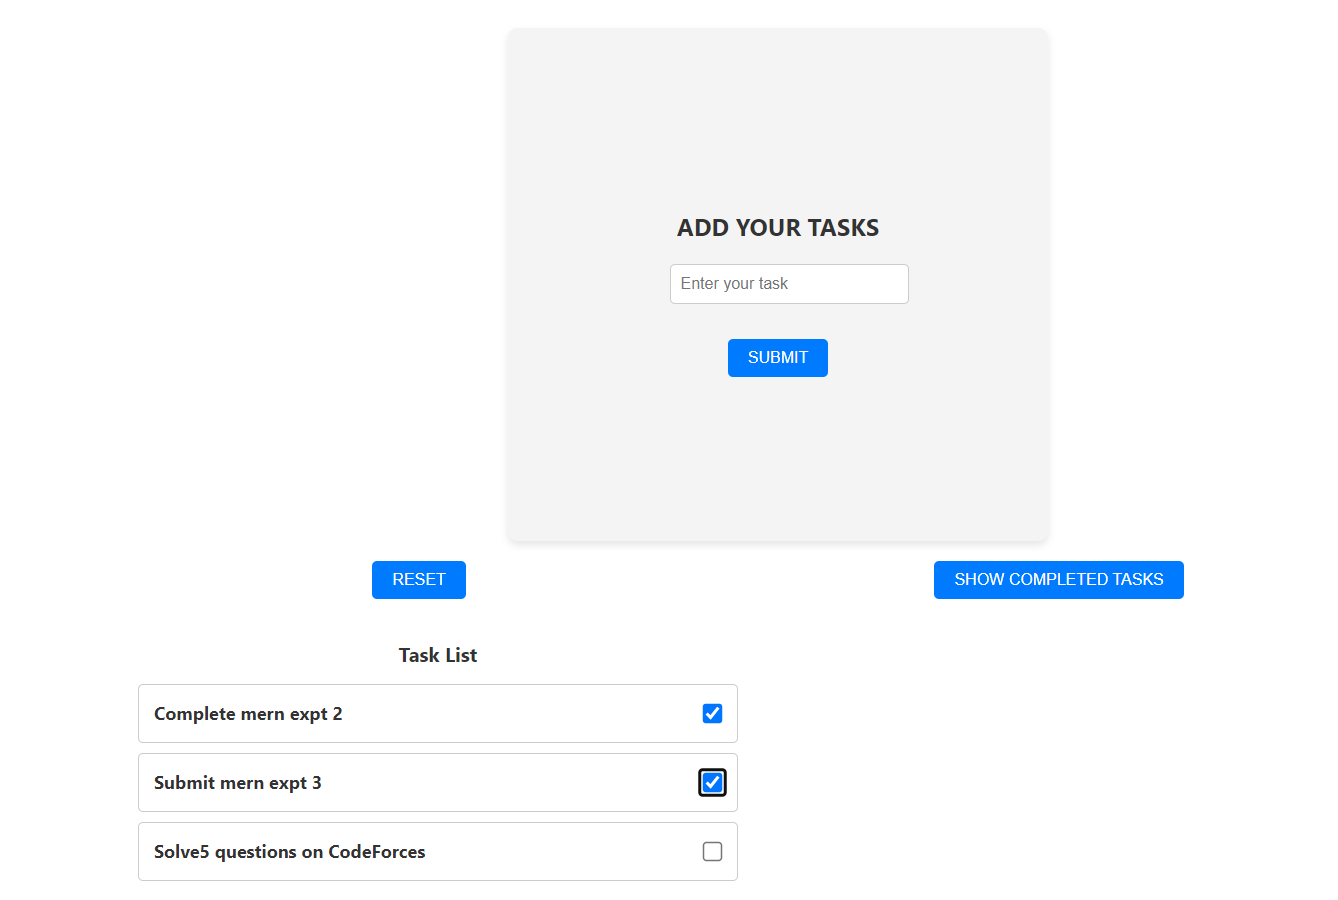 ADD YOUR TASKS
Enter your task
SUBMIT
RESET
SHOW COMPLETED TASKS
Task List
Complete mern expt 2
Submit mern expt 3
Solve5 questions on CodeForces